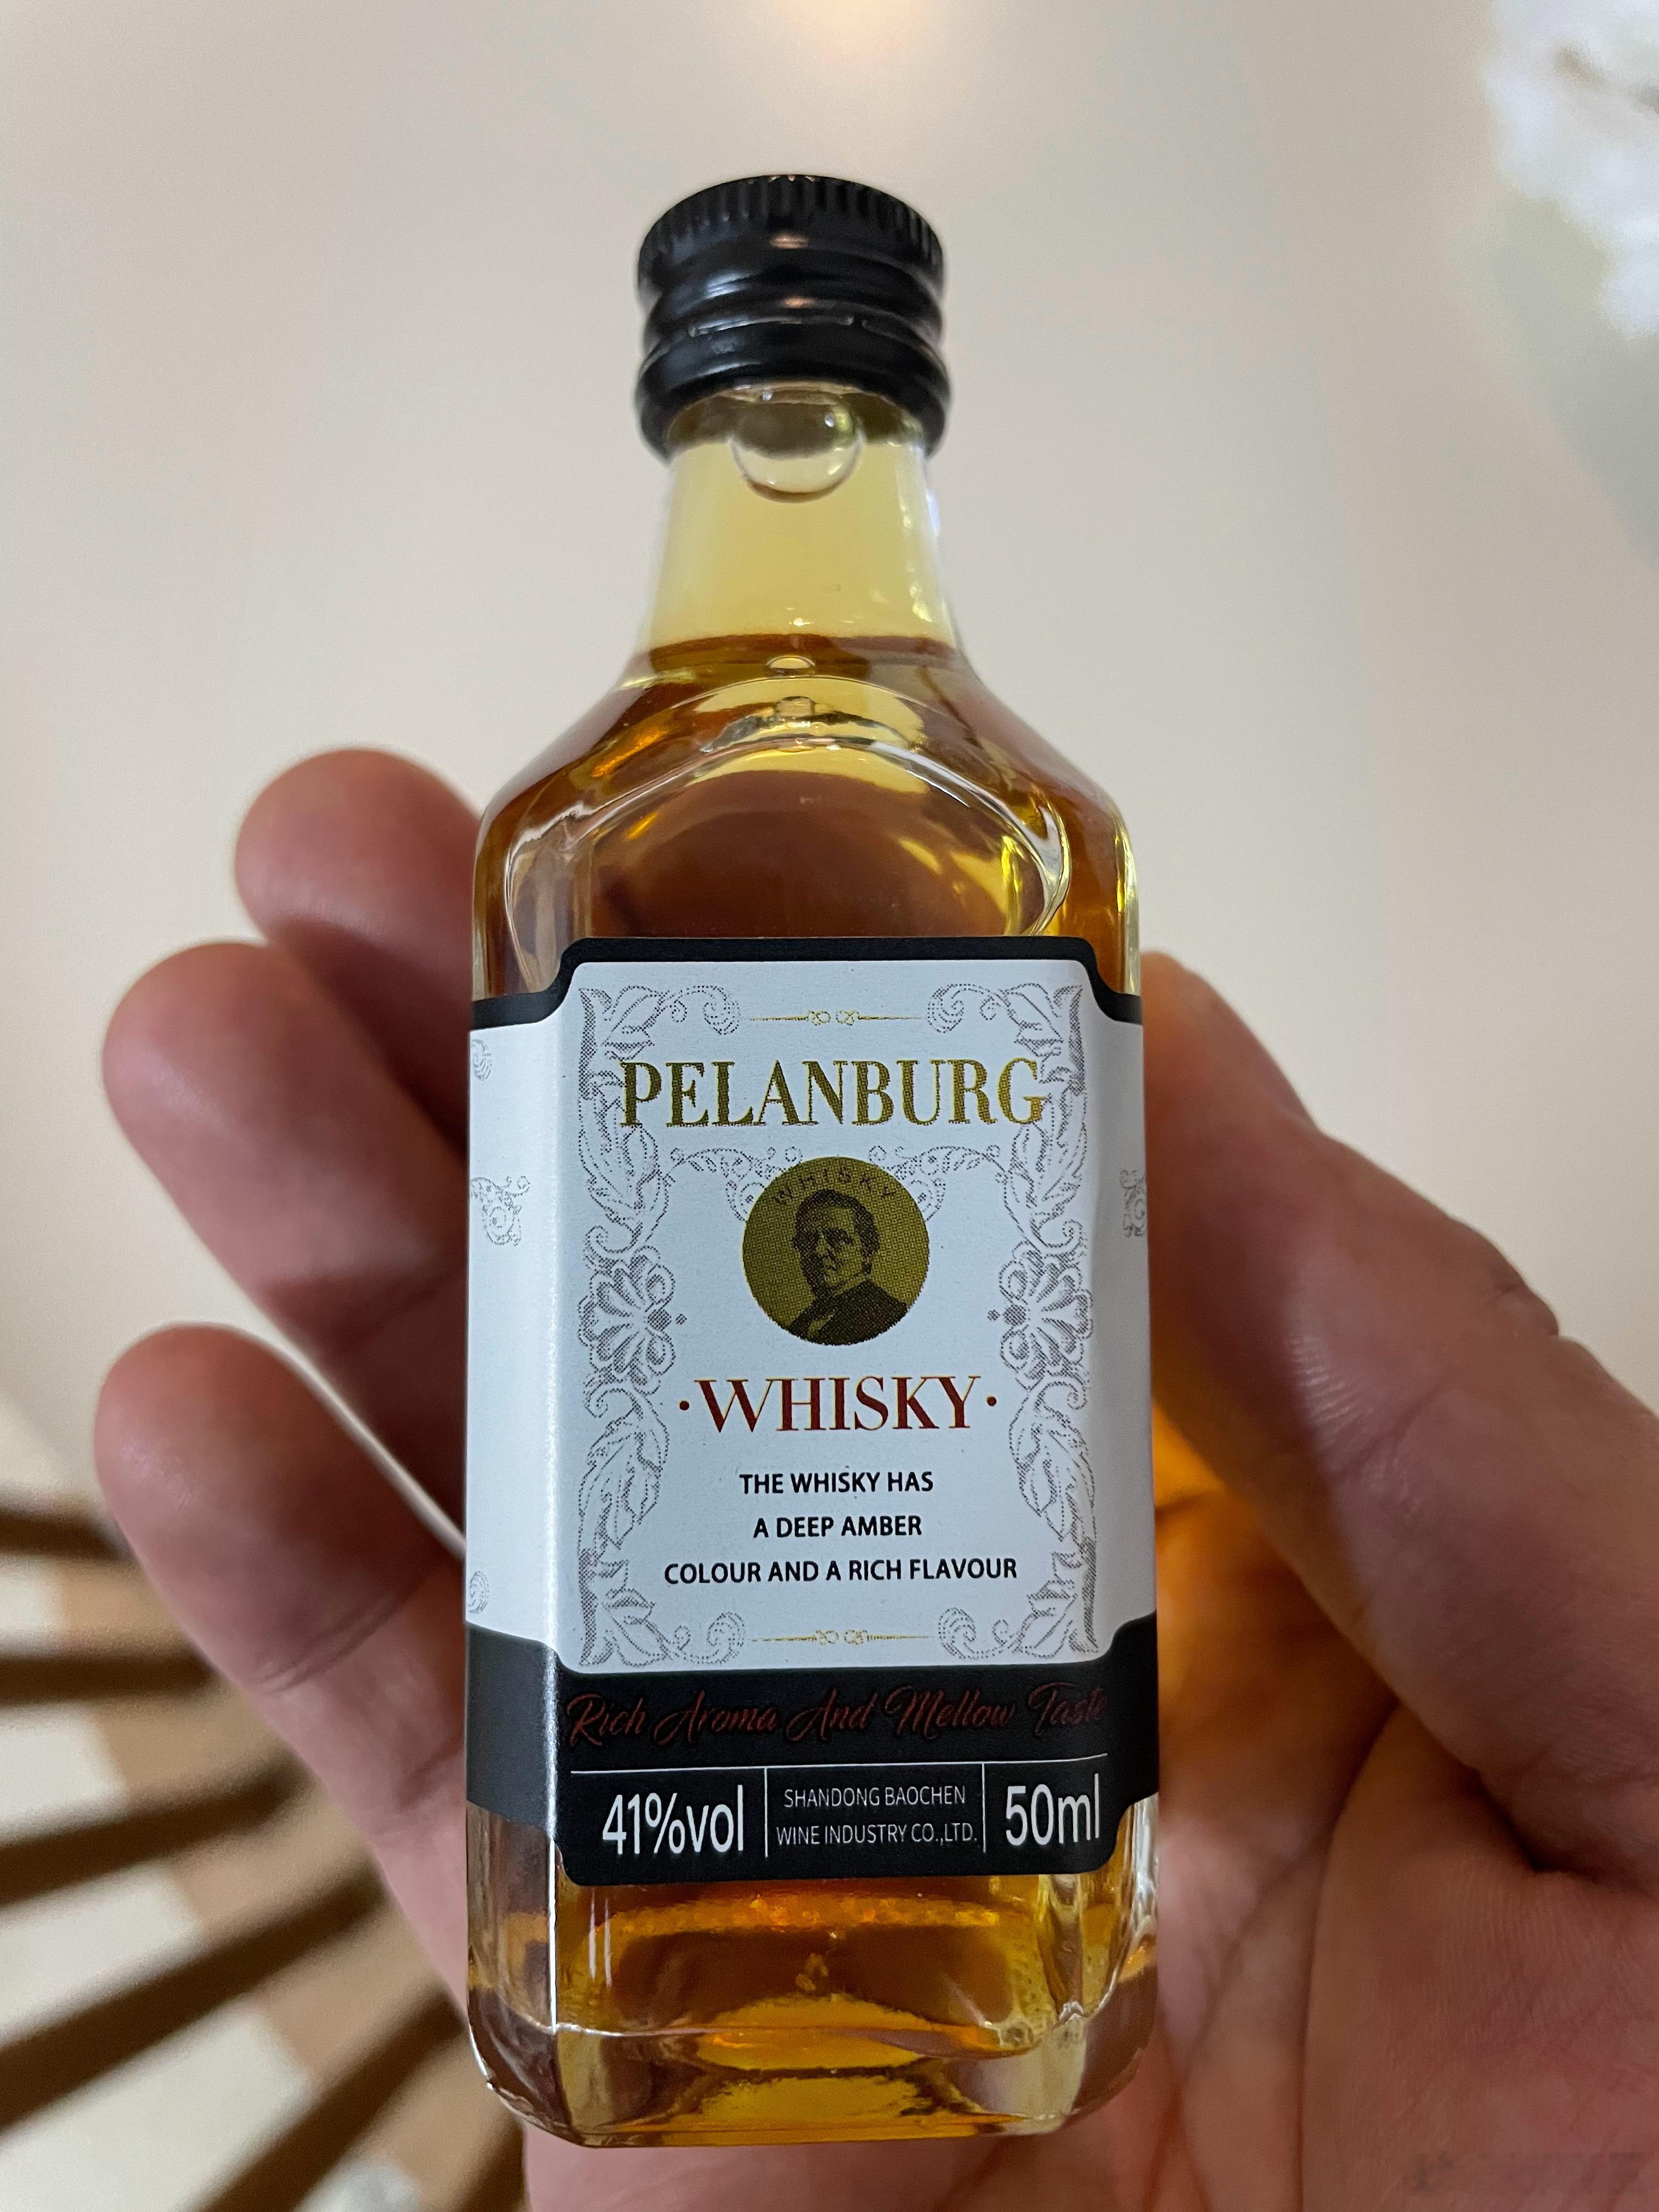 PELANBURG
WHISKY
·WHISKY·
THE WHISKY HAS
A DEEP AMBER
COLOUR AND A RICH FLAVOUR
Rich Aroma And Mellow Taste
41%vol
SHANDONG BAOCHEN
WINE INDUSTRY CO.,LTD.
50ml